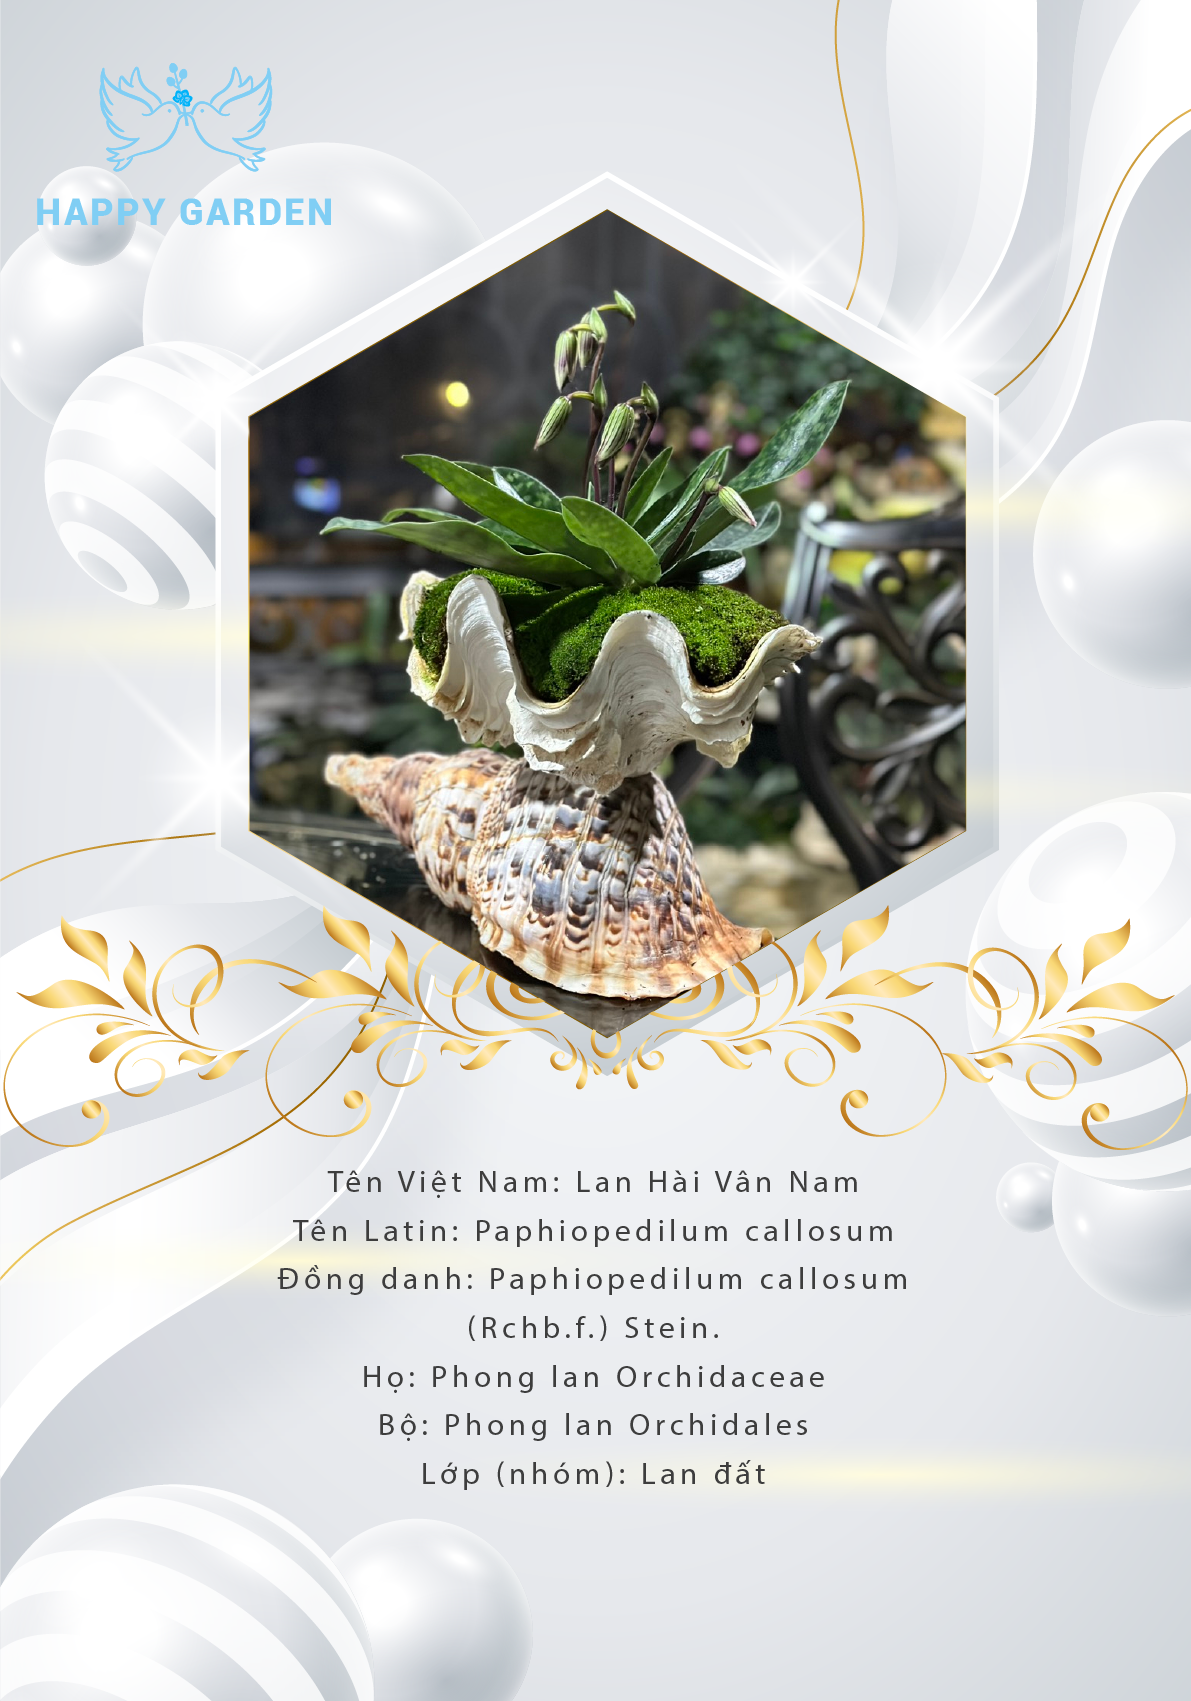 HAPPY GARDEN
Tên Việt Nam: Lan Hài Vân Nam
Tên Latin: Paphiopedilum callosum
Đồng danh: Paphiopedilum callosum
(Rchb.f.) Stein.
Họ: Phong lan Orchidaceae
Bộ: Phong lan Orchidales
Lớp (nhóm): Lan đất